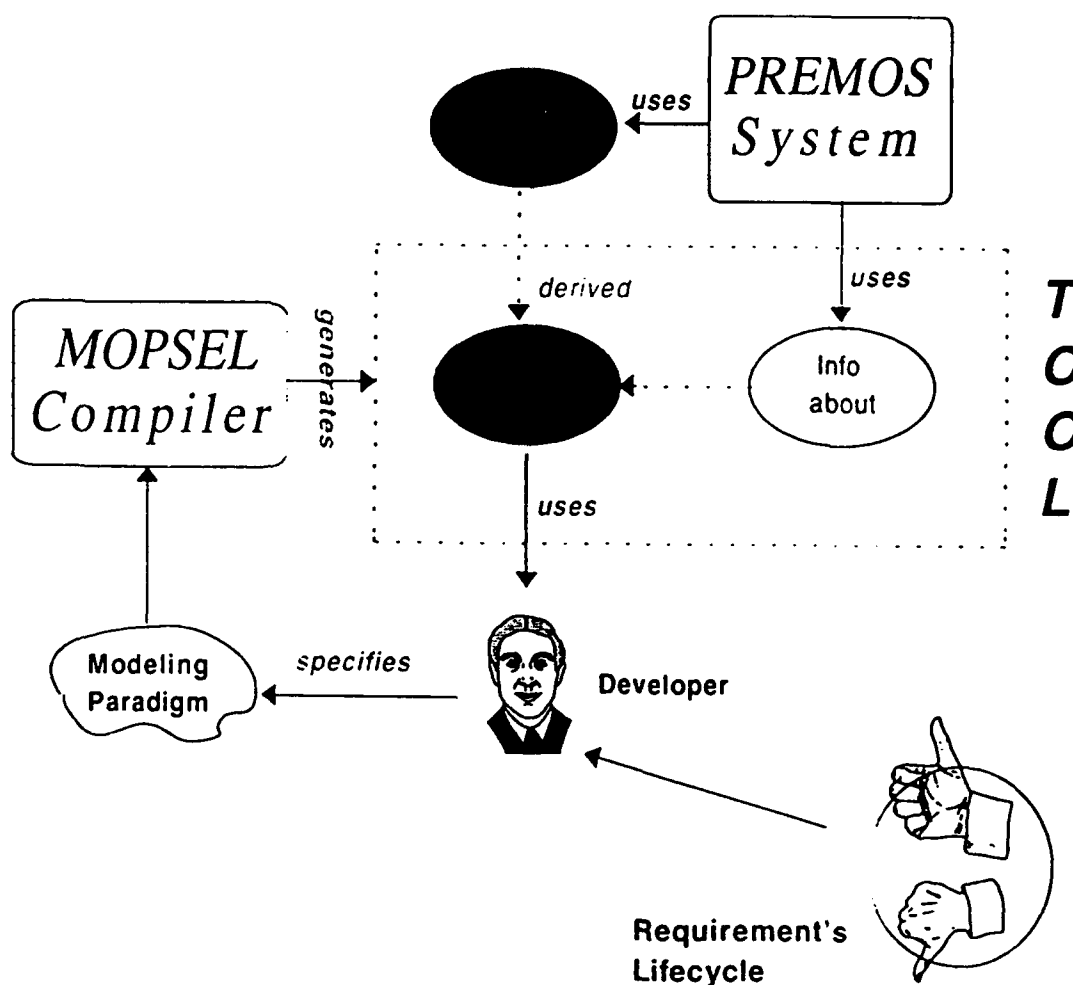 PREMOS
System
uses
uses
derived
T
O
O
L
MOPSEL
Compiler
generates
Info
about
uses
Modeling
Paradigm
specifies
Developer
Requirement's
Lifecycle